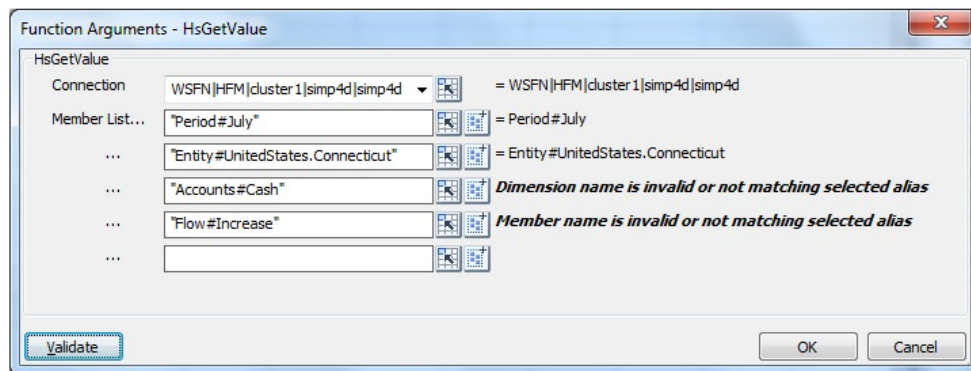 Function Arguments - HsGetValue
HsGetValue
Connection WSFN|HFM|cluster1|simp4d|simp4d = WSFN|HFM|cluster1|simp4d|simp4d
Member List... "Period#July" = Period#July
... "Entity#UnitedStates.Connecticut" = Entity#UnitedStates.Connecticut
... "Accounts#Cash" Dimension name is invalid or not matching selected alias
... "Flow#Increase" Member name is invalid or not matching selected alias
...
Validate OK Cancel